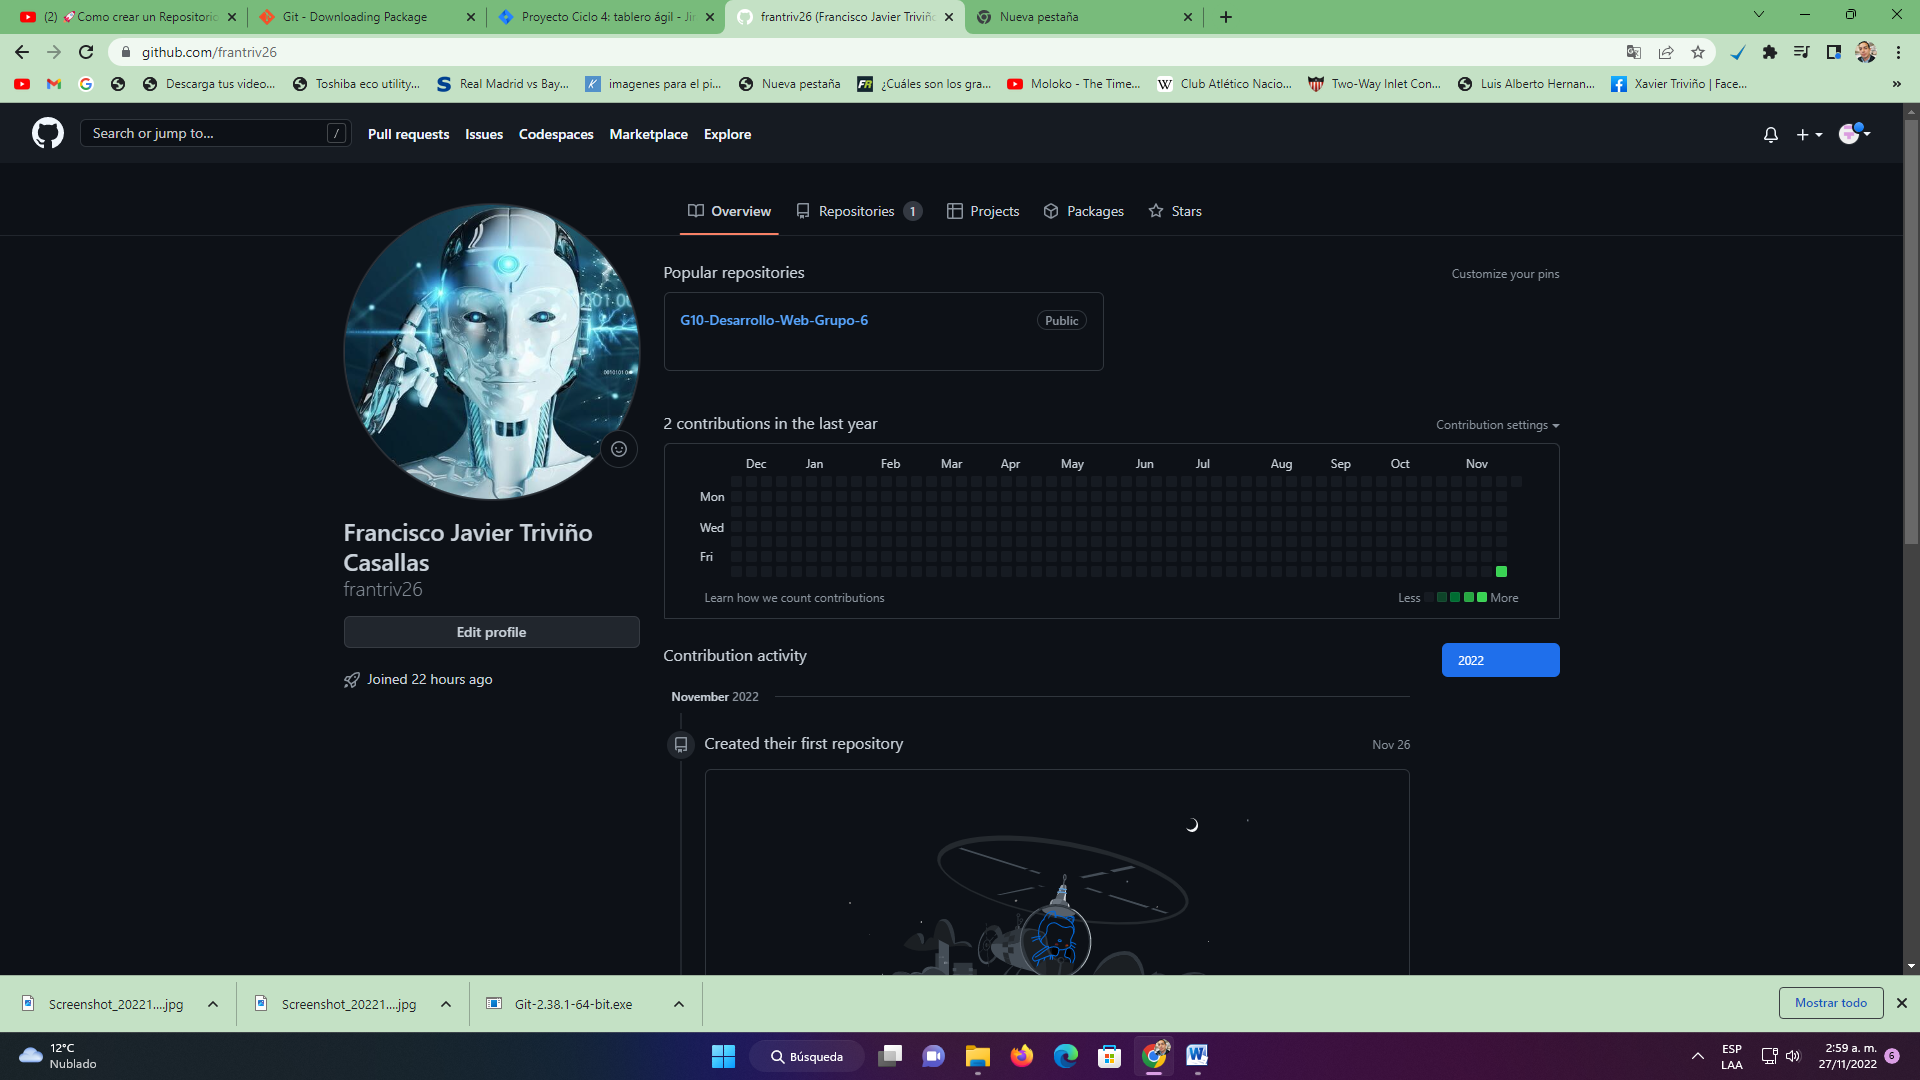 (2) 🚀Como crear un Repositorio
Git - Downloading Package
Proyecto Ciclo 4: tablero ágil - Jir
frantriv26 (Francisco Javier Triviño
Nueva pestaña
github.com/frantriv26
Descarga tus video...
Toshiba eco utility...
Real Madrid vs Bay...
imagenes para el pi...
Nueva pestaña
¿Cuáles son los gra...
Moloko - The Time...
Club Atlético Nacio...
Two-Way Inlet Con...
Luis Alberto Hernan...
Xavier Triviño | Face...
»
Search or jump to...
/
Pull requests
Issues
Codespaces
Marketplace
Explore
Overview
Repositories 1
Projects
Packages
Stars
Popular repositories
Customize your pins
G10-Desarrollo-Web-Grupo-6
Public
2 contributions in the last year
Contribution settings
Dec Jan Feb Mar Apr May Jun Jul Aug Sep Oct Nov
Mon
Wed
Fri
Learn how we count contributions
Less
More
Francisco Javier Triviño
Casallas
frantriv26
Edit profile
Joined 22 hours ago
Contribution activity
2022
November 2022
Created their first repository
Nov 26
Screenshot_20221....jpg
Screenshot_20221....jpg
Git-2.38.1-64-bit.exe
Mostrar todo
12°C
Nublado
Búsqueda
ESP
LAA
2:59 a. m.
27/11/2022
6